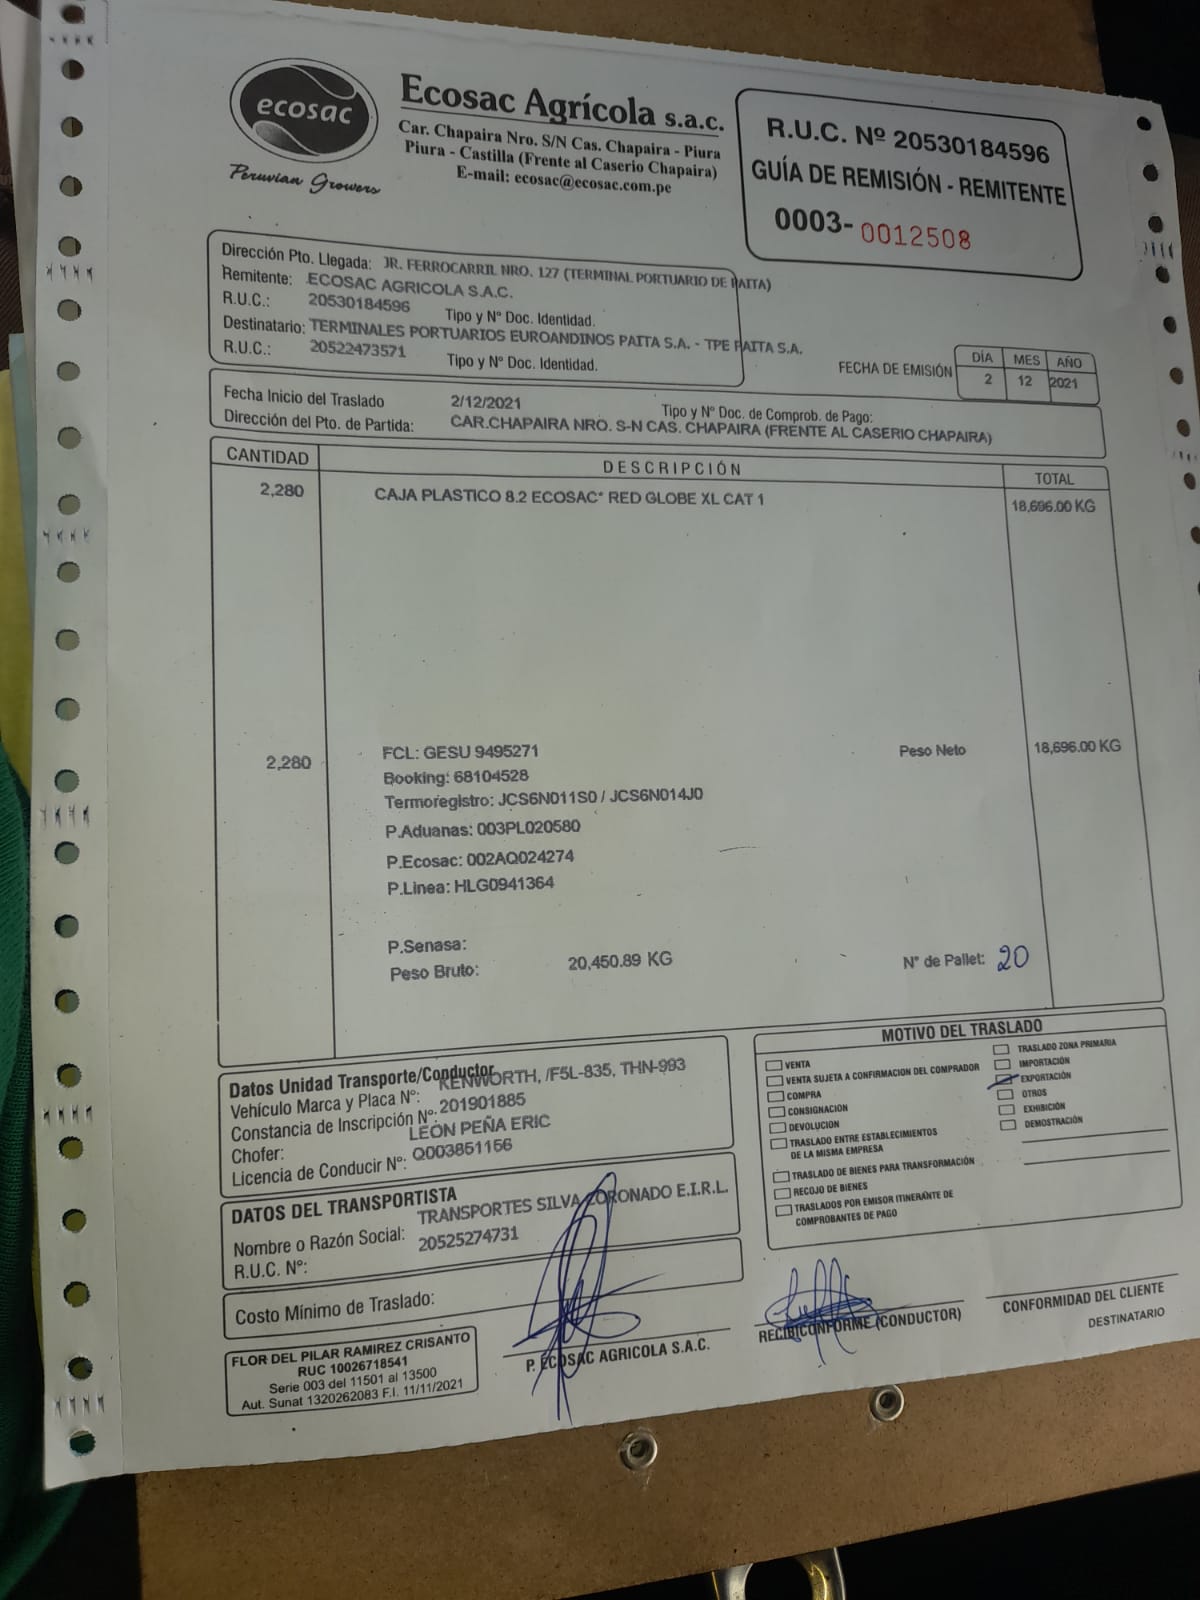 ecosac
Peruvian Growers
Ecosac Agrícola s.a.c.
Car. Chapaira Nro. S/N Cas. Chapaira - Piura
Piura - Castilla (Frente al Caserio Chapaira)
E-mail: ecosac@ecosac.com.pe
R.U.C. Nº 20530184596
GUÍA DE REMISIÓN - REMITENTE
0003- 0012508
Dirección Pto. Llegada: JR. FERROCARRIL NRO. 127 (TERMINAL PORTUARIO DE PAITA)
Remitente: ECOSAC AGRICOLA S.A.C.
R.U.C.: 20530184596 Tipo y Nº Doc. Identidad.
Destinatario: TERMINALES PORTUARIOS EUROANDINOS PAITA S.A. - TPE PAITA S.A.
R.U.C.: 20522473571 Tipo y Nº Doc. Identidad.
FECHA DE EMISIÓN DÍA MES AÑO
2 12 2021
Fecha Inicio del Traslado 2/12/2021 Tipo y Nº Doc. de Comprob. de Pago:
Dirección del Pto. de Partida: CAR.CHAPAIRA NRO. S-N CAS. CHAPAIRA (FRENTE AL CASERIO CHAPAIRA)
CANTIDAD DESCRIPCIÓN TOTAL
2,280 CAJA PLASTICO 8.2 ECOSAC* RED GLOBE XL CAT 1 18,696.00 KG
2,280 FCL: GESU 9495271 Peso Neto 18,696.00 KG
Booking: 68104528
Termoregistro: JCS6N011S0 / JCS6N014J0
P.Aduanas: 003PL020580
P.Ecosac: 002AQ024274
P.Linea: HLG0941364
P.Senasa:
Peso Bruto: 20,450.89 KG N° de Pallet: 20
Datos Unidad Transporte/Conductor
Vehículo Marca y Placa Nº: KENWORTH, /F5L-835, THN-993
Constancia de Inscripción Nº. 201901885
Chofer: LEÓN PEÑA ERIC
Licencia de Conducir Nº: Q003851156
DATOS DEL TRANSPORTISTA
Nombre o Razón Social: TRANSPORTES SILVA CORONADO E.I.R.L.
R.U.C. Nº: 20525274731
Costo Mínimo de Traslado:
MOTIVO DEL TRASLADO
VENTA
VENTA SUJETA A CONFIRMACION DEL COMPRADOR
COMPRA
CONSIGNACION
DEVOLUCION
TRASLADO ENTRE ESTABLECIMIENTOS
DE LA MISMA EMPRESA
TRASLADO DE BIENES PARA TRANSFORMACIÓN
RECOJO DE BIENES
TRASLADOS POR EMISOR ITINERANTE DE
COMPROBANTES DE PAGO
TRASLADO ZONA PRIMARIA
IMPORTACIÓN
EXPORTACIÓN
OTROS
EXHIBICIÓN
DEMOSTRACIÓN
FLOR DEL PILAR RAMIREZ CRISANTO
RUC 10026718541
Serie 003 del 11501 al 13500
Aut. Sunat 1320262083 F.I. 11/11/2021
P. ECOSAC AGRICOLA S.A.C.
RECIBI CONFORME (CONDUCTOR)
CONFORMIDAD DEL CLIENTE
DESTINATARIO